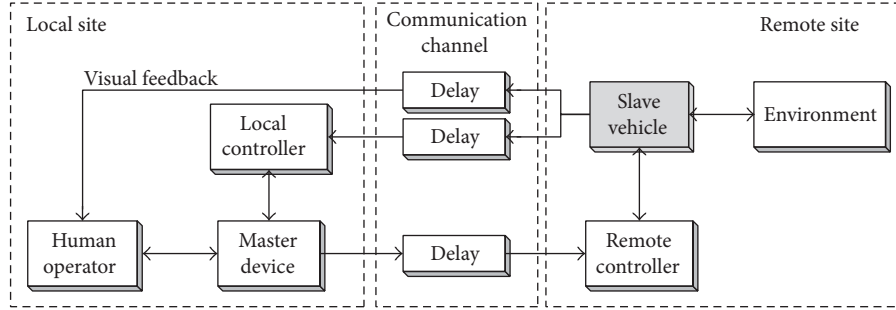 Local site
Communication
channel
Remote site
Visual feedback
Delay
Slave
vehicle
Environment
Local
controller
Delay
Human
operator
Master
device
Delay
Remote
controller